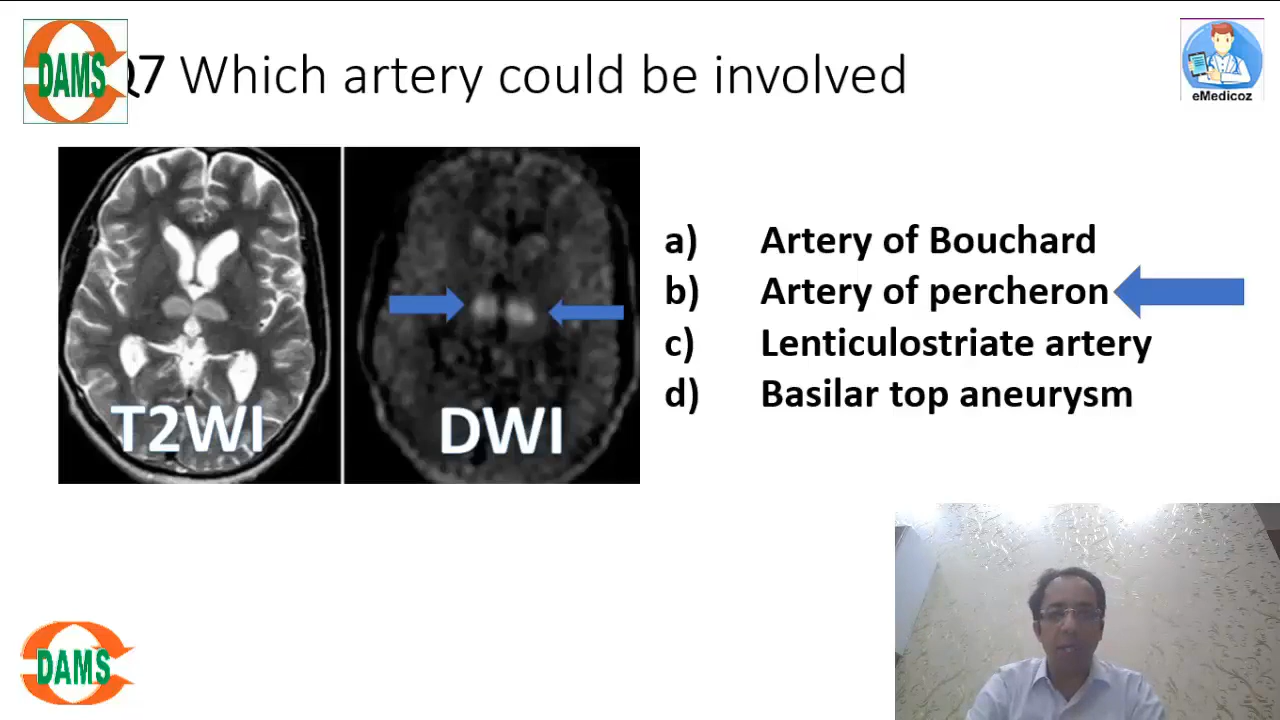 DAMS
Q7 Which artery could be involved
eMedicoz
T2WI
DWI
a) Artery of Bouchard
b) Artery of percheron
c) Lenticulostriate artery
d) Basilar top aneurysm
DAMS